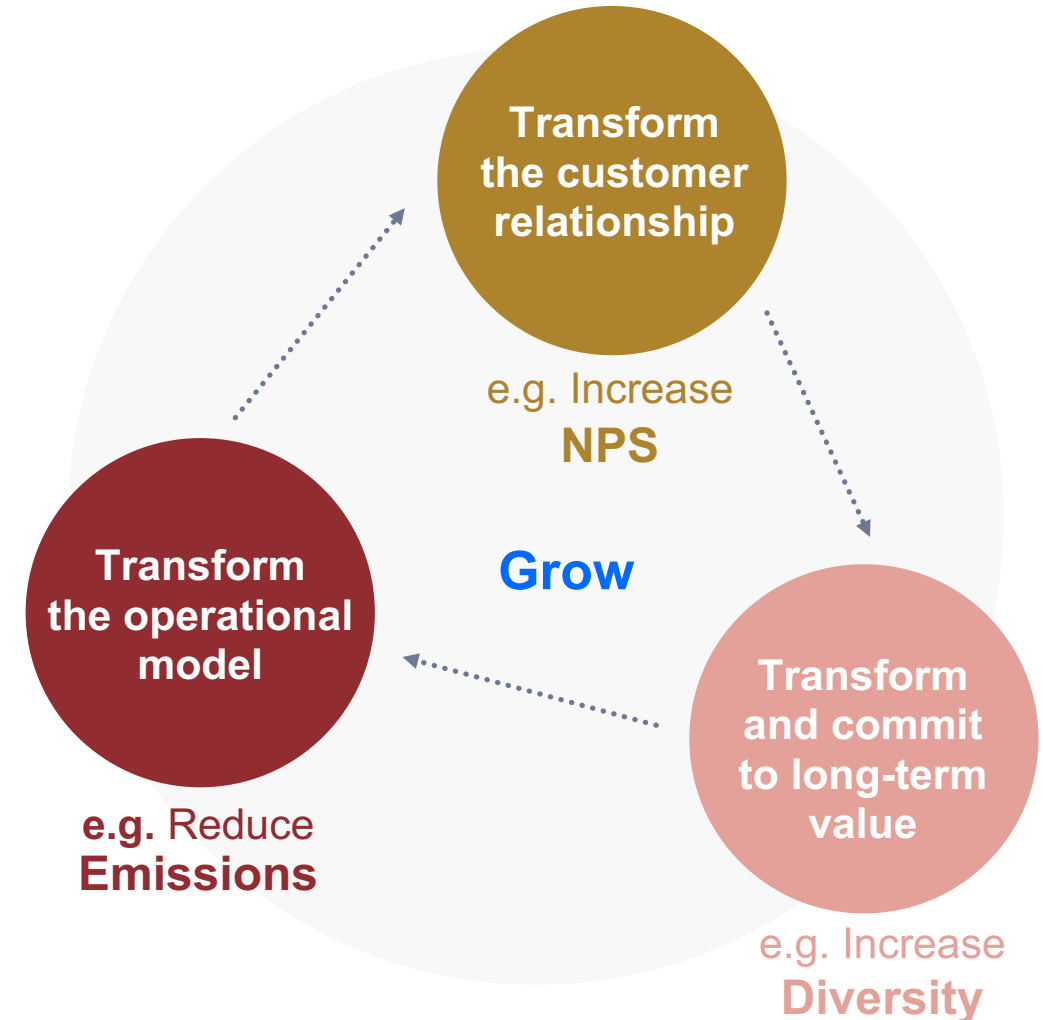 Transform
the customer
relationship
e.g. Increase
NPS
Grow
Transform
the operational
model
e.g. Reduce
Emissions
Transform
and commit
to long-term
value
e.g. Increase
Diversity